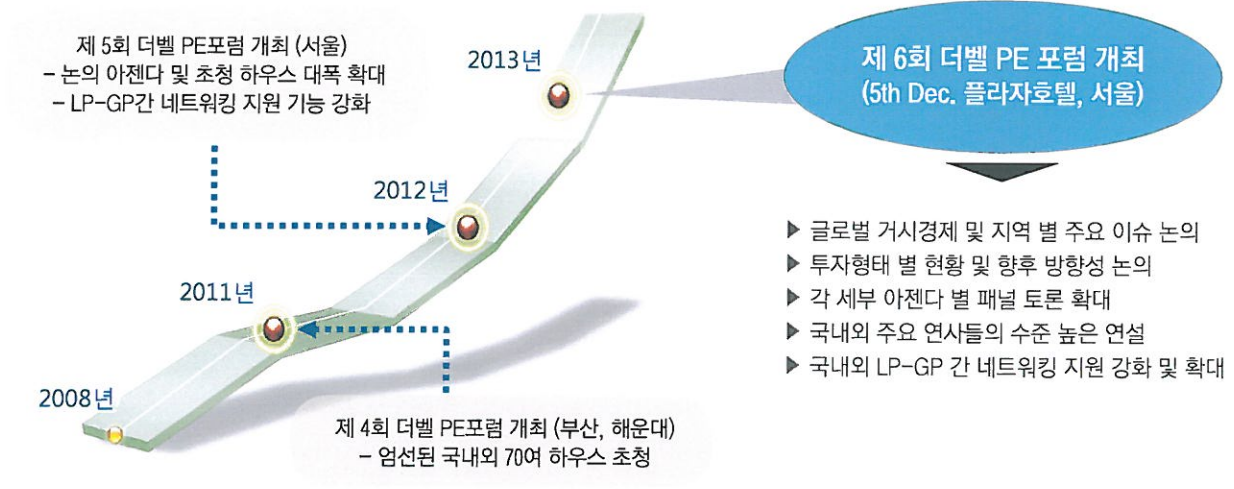 제 5회 더벨 PE포럼 개최 (서울)
- 논의 아젠다 및 초청 하우스 대폭 확대
- LP-GP간 네트워킹 지원 기능 강화
2013년
제 6회 더벨 PE 포럼 개최
(5th Dec. 플라자호텔, 서울)
2012년
▶ 글로벌 거시경제 및 지역 별 주요 이슈 논의
▶ 투자형태 별 현황 및 향후 방향성 논의
▶ 각 세부 아젠다 별 패널 토론 확대
▶ 국내외 주요 연사들의 수준 높은 연설
▶ 국내외 LP-GP 간 네트워킹 지원 강화 및 확대
2011년
2008년
제 4회 더벨 PE포럼 개최 (부산, 해운대)
- 엄선된 국내외 70여 하우스 초청